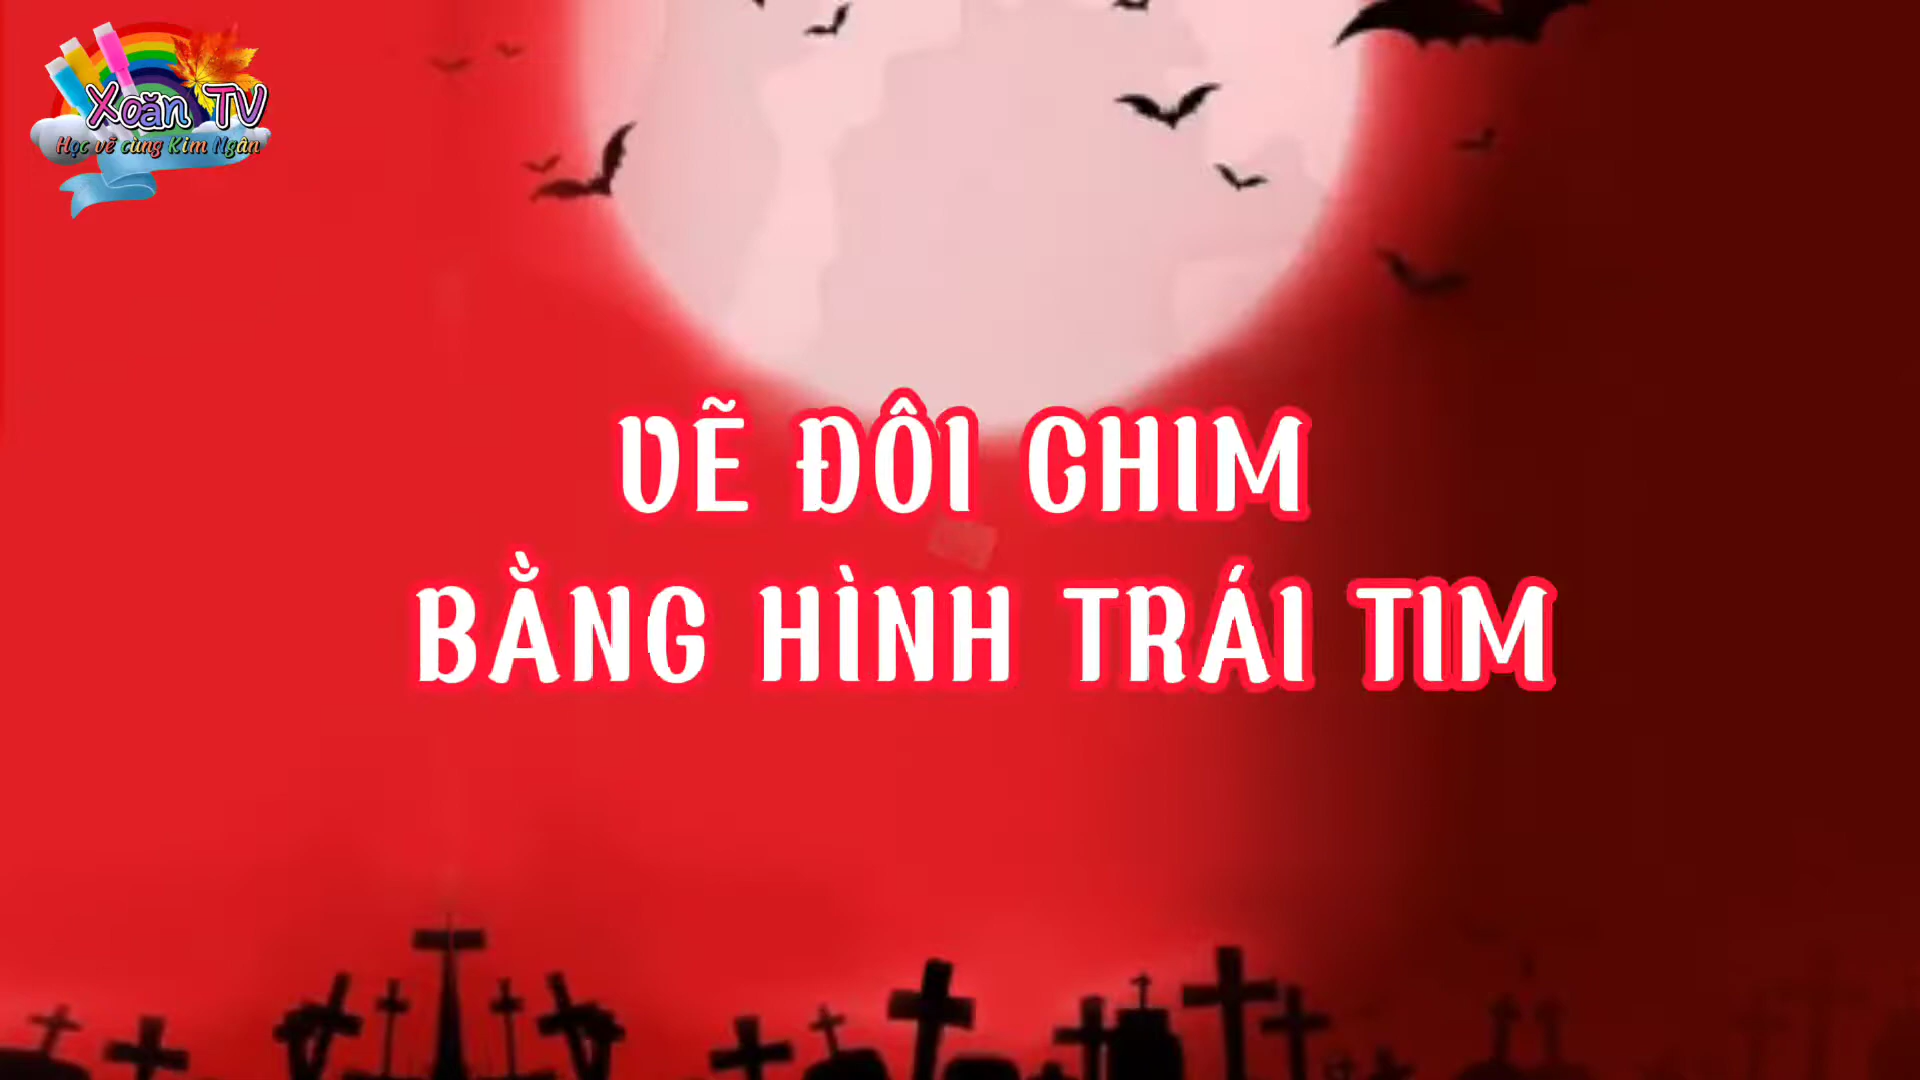 Xoăn TV
Học vẽ cùng Kim Ngân
VẼ ĐÔI CHIM
BẰNG HÌNH TRÁI TIM